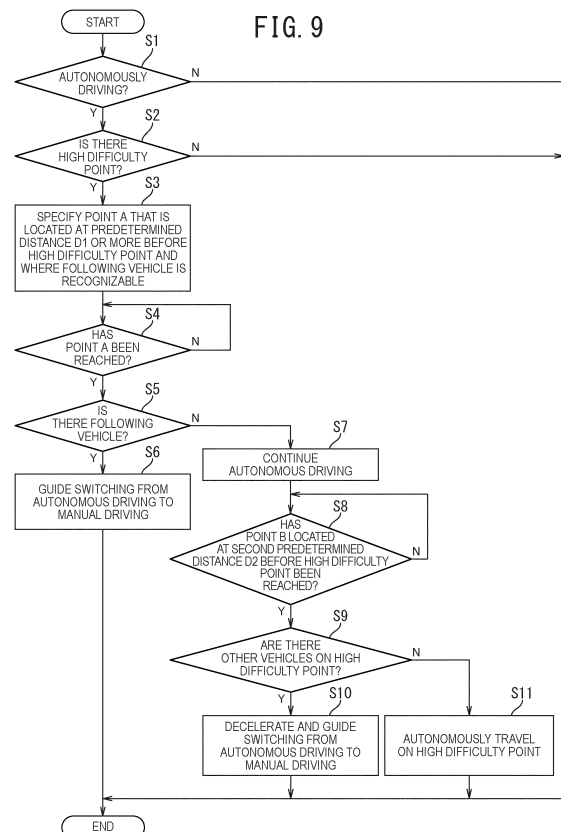 FIG. 9
START
S1
AUTONOMOUSLY
DRIVING?
N
Y
S2
IS THERE
HIGH DIFFICULTY
POINT?
N
Y
S3
SPECIFY POINT A THAT IS
LOCATED AT PREDETERMINED
DISTANCE D1 OR MORE BEFORE
HIGH DIFFICULTY POINT AND
WHERE FOLLOWING VEHICLE IS
RECOGNIZABLE
S4
HAS
POINT A BEEN
REACHED?
N
Y
S5
IS
THERE FOLLOWING
VEHICLE?
N
Y
S6
GUIDE SWITCHING FROM
AUTONOMOUS DRIVING TO
MANUAL DRIVING
S7
CONTINUE
AUTONOMOUS DRIVING
S8
HAS
POINT B LOCATED
AT SECOND PREDETERMINED
DISTANCE D2 BEFORE HIGH DIFFICULTY
POINT BEEN
REACHED?
N
Y
S9
ARE THERE
OTHER VEHICLES ON HIGH
DIFFICULTY POINT?
N
Y
S10
DECELERATE AND GUIDE
SWITCHING FROM
AUTONOMOUS DRIVING TO
MANUAL DRIVING
S11
AUTONOMOUSLY TRAVEL
ON HIGH DIFFICULTY POINT
END